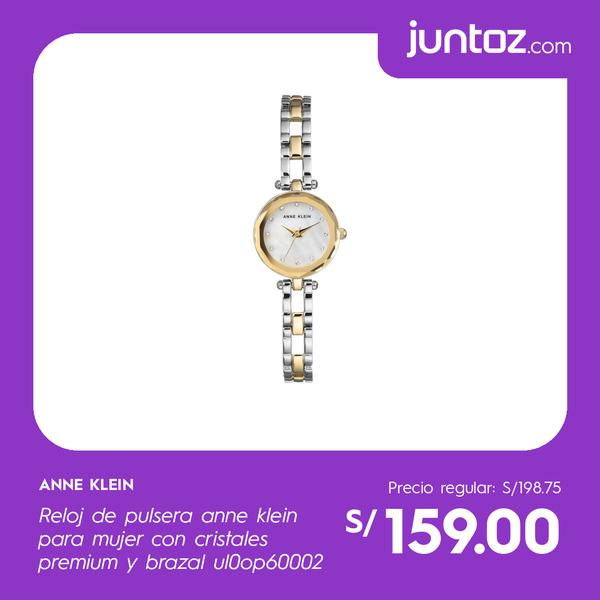 juntoz.com
ANNE KLEIN
ANNE KLEIN
Reloj de pulsera anne klein
para mujer con cristales
premium y brazal ul0op60002
Precio regular: S/198.75
S/159.00